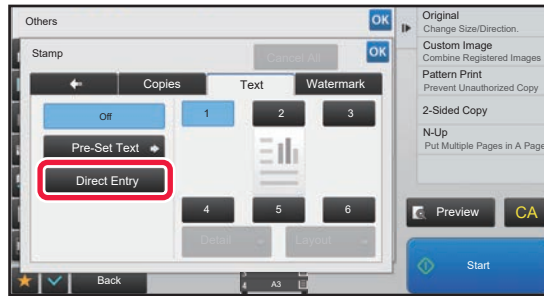 Others
OK
Stamp
Cancel All
OK
Copies
Text
Watermark
Off
Pre-Set Text
Direct Entry
1
2
3
4
5
6
Detail
Layout
Back
4
A3
Original
Change Size/Direction.
Custom Image
Combine Registered Images
Pattern Print
Prevent Unauthorized Copy
2-Sided Copy
N-Up
Put Multiple Pages in A Page
Preview
CA
Start